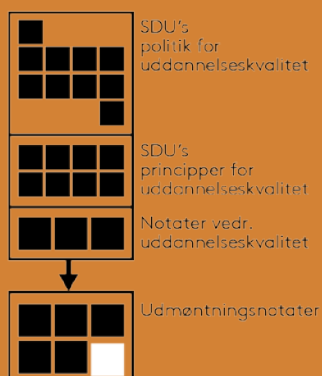 SDU's
politik for
uddannelseskvalitet
SDU's
principper for
uddannelseskvalitet
Notater vedr.
uddannelseskvalitet
Udmøntningsnotater